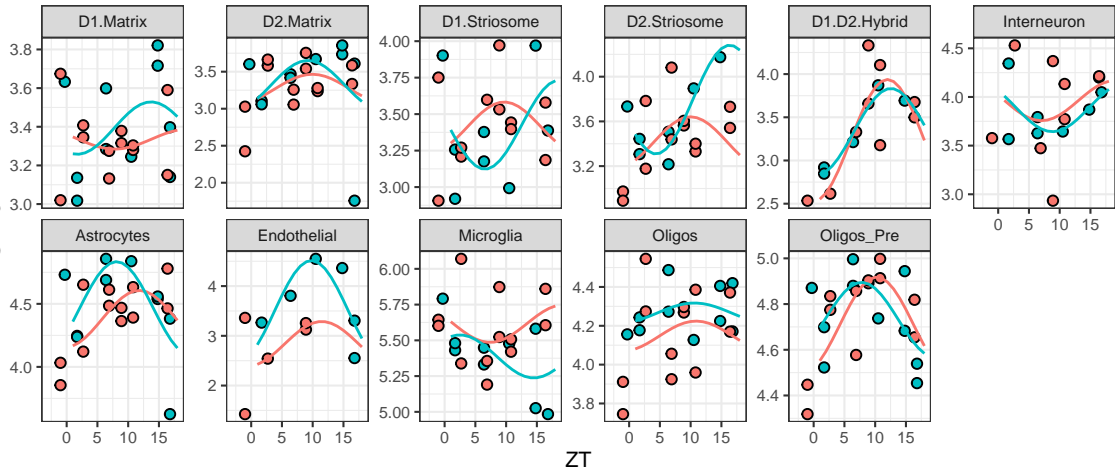 D1.Matrix D2.Matrix D1.Striosome D2.Striosome D1.D2.Hybrid Interneuron
3.8 3.6 3.4 3.2 3.0
3.5 3.0 2.5 2.0
4.00 3.75 3.50 3.25 3.00
4.0 3.6 3.2
4.5 4.0 3.5 3.0 2.5
4.5 4.0 3.5 3.0
0 5 10 15
Astrocytes Endothelial Microglia Oligos Oligos_Pre
4.5 4.0
4 3 2
6.00 5.75 5.50 5.25 5.00
4.4 4.2 4.0 3.8
5.0 4.8 4.6 4.4
0 5 10 15 0 5 10 15 0 5 10 15 0 5 10 15 0 5 10 15
ZT